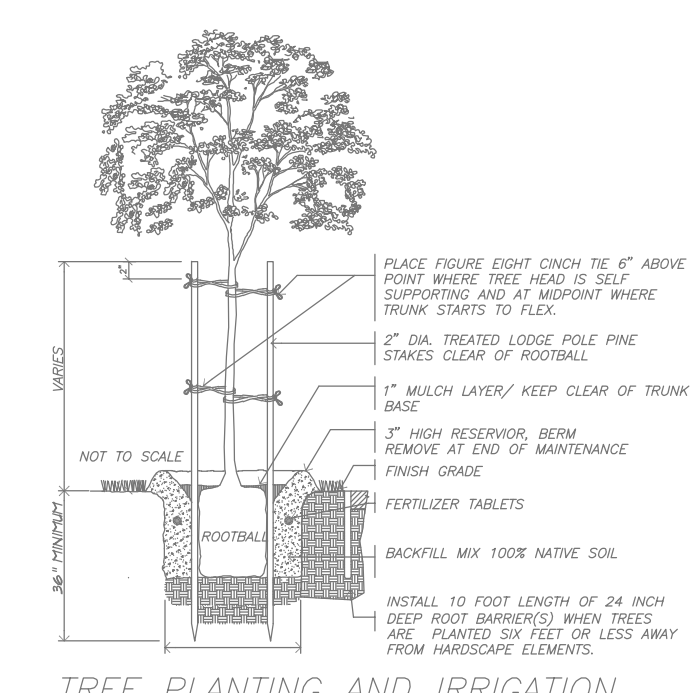 PLACE FIGURE EIGHT CINCH TIE 6" ABOVE
POINT WHERE TREE HEAD IS SELF
SUPPORTING AND AT MIDPOINT WHERE
TRUNK STARTS TO FLEX.
2"
2" DIA. TREATED LODGE POLE PINE
STAKES CLEAR OF ROOTBALL
VARIES
1" MULCH LAYER/ KEEP CLEAR OF TRUNK
BASE
3" HIGH RESERVIOR, BERM
REMOVE AT END OF MAINTENANCE
NOT TO SCALE
FINISH GRADE
FERTILIZER TABLETS
36" MINIMUM
ROOTBALL
BACKFILL MIX 100% NATIVE SOIL
INSTALL 10 FOOT LENGTH OF 24 INCH
DEEP ROOT BARRIER(S) WHEN TREES
ARE PLANTED SIX FEET OR LESS AWAY
FROM HARDSCAPE ELEMENTS.
TREE PLANTING AND IRRIGATION